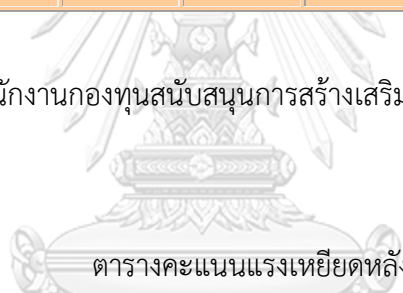 นักงานกองทุนสนับสนุนการสร้างเสริม
ตารางคะแนนแรงเหยียดหลัง